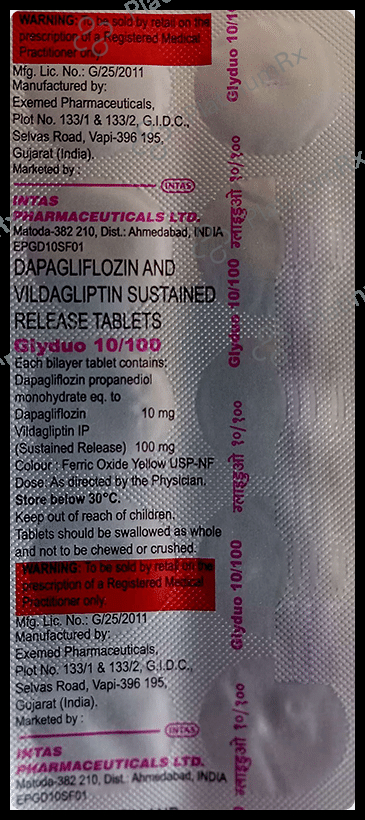 WARNING: To be sold by retail on the
prescription of a Registered Medical
Practitioner only.
Mfg. Lic. No.: G/25/2011
Manufactured by:
Exemed Pharmaceuticals,
Plot No. 133/1 & 133/2, G.I.D.C.,
Selvas Road, Vapi-396 195,
Gujarat (India).
Marketed by :
INTAS
INTAS
PHARMACEUTICALS LTD.
Matoda-382 210, Dist.: Ahmedabad, INDIA
EPGD10SF01
DAPAGLIFLOZIN AND
VILDAGLIPTIN SUSTAINED
RELEASE TABLETS
Glyduo 10/100
Each bilayer tablet contains:
Dapagliflozin propanediol
monohydrate eq. to
Dapagliflozin 10 mg
Vildagliptin IP
(Sustained Release) 100 mg
Colour : Ferric Oxide Yellow USP-NF
Dose: As directed by the Physician.
Store below 30°C.
Keep out of reach of children.
Tablets should be swallowed as whole
and not to be chewed or crushed.
WARNING: To be sold by retail on the
prescription of a Registered Medical
Practitioner only.
Mfg. Lic. No.: G/25/2011
Manufactured by:
Exemed Pharmaceuticals,
Plot No. 133/1 & 133/2, G.I.D.C.,
Selvas Road, Vapi-396 195,
Gujarat (India).
Marketed by :
INTAS
INTAS
PHARMACEUTICALS LTD.
Matoda-382 210, Dist.: Ahmedabad, INDIA
EPGD10SF01
Glyduo 10/100
ग्लाइडुओ १०/१००
Glyduo 10/100
ग्लाइडुओ १०/१००
Glyduo 10/100
ग्लाइडुओ १०/१००